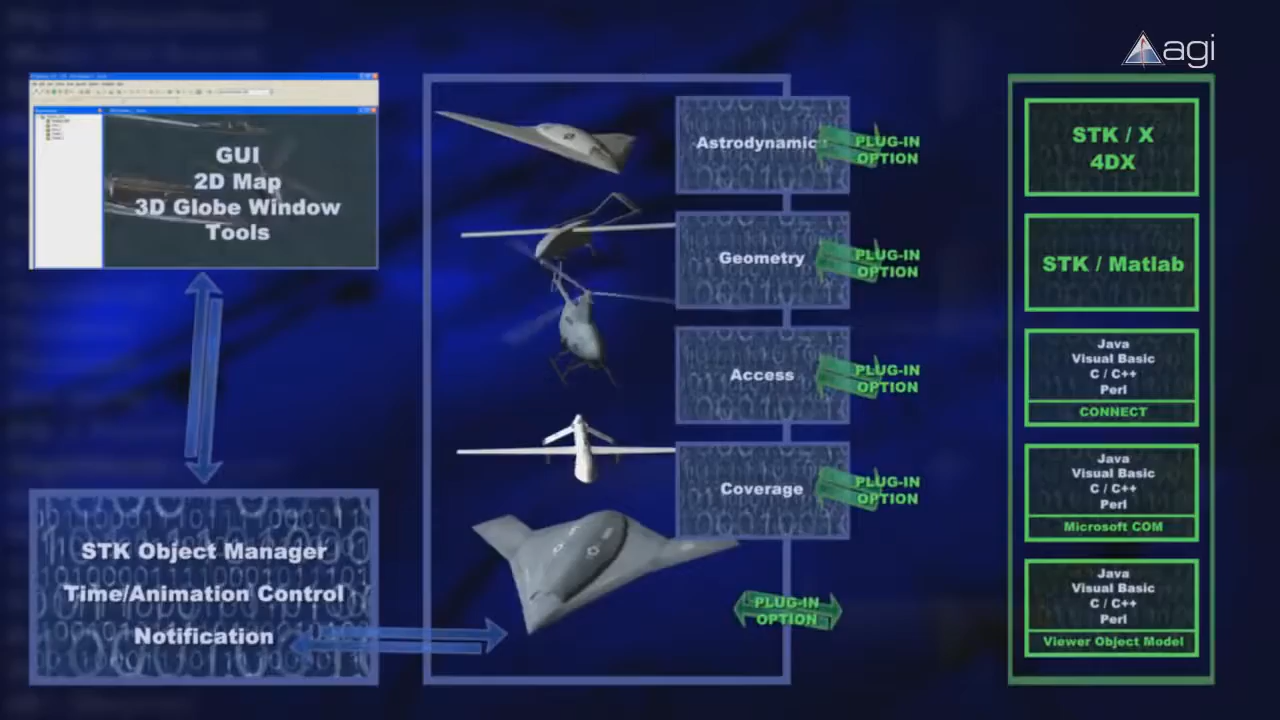 agi
GUI
2D Map
3D Globe Window
Tools
STK Object Manager
Time/Animation Control
Notification
Astrodynamics
PLUG-IN
OPTION
Geometry
PLUG-IN
OPTION
Access
PLUG-IN
OPTION
Coverage
PLUG-IN
OPTION
PLUG-IN
OPTION
STK / X
4DX
STK / Matlab
Java
Visual Basic
C / C++
Perl
CONNECT
Java
Visual Basic
C / C++
Perl
Microsoft COM
Java
Visual Basic
C / C++
Perl
Viewer Object Model